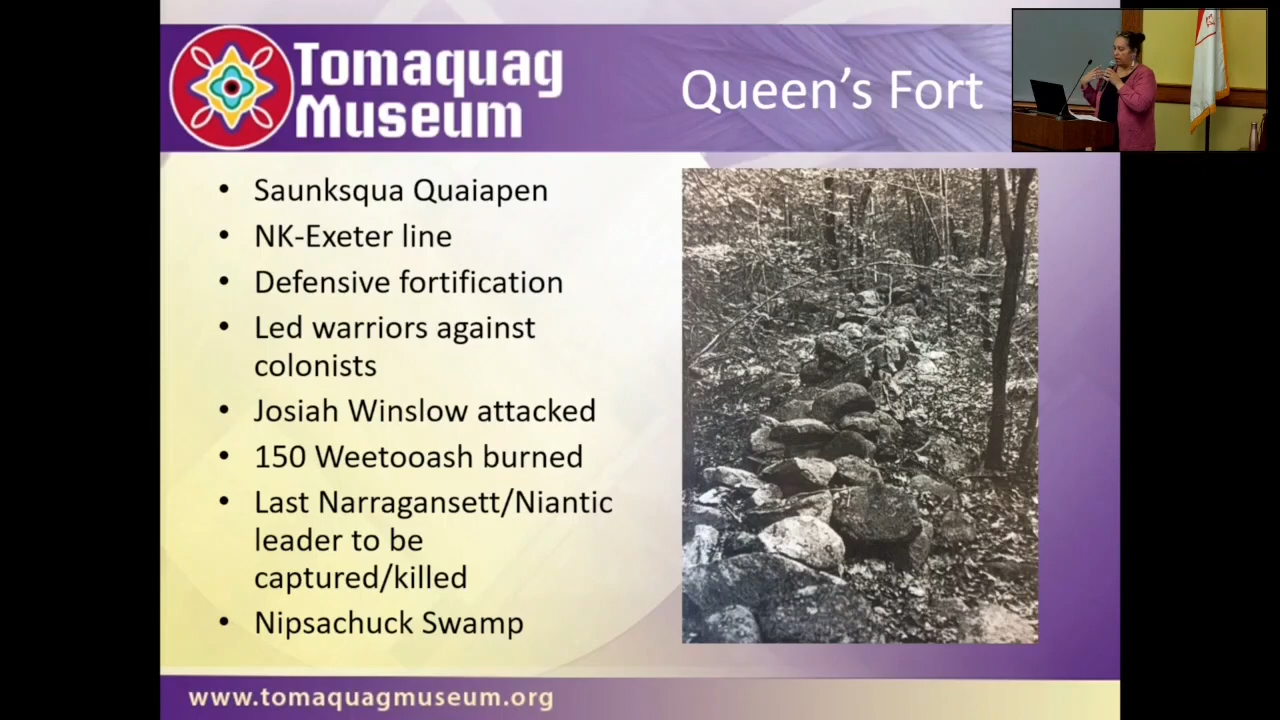 Tomaquag
Museum
Queen's Fort
• Saunksqua Quaiapen
• NK-Exeter line
• Defensive fortification
• Led warriors against
colonists
• Josiah Winslow attacked
• 150 Weetooash burned
• Last Narragansett/Niantic
leader to be
captured/killed
• Nipsachuck Swamp
www.tomaquagmuseum.org